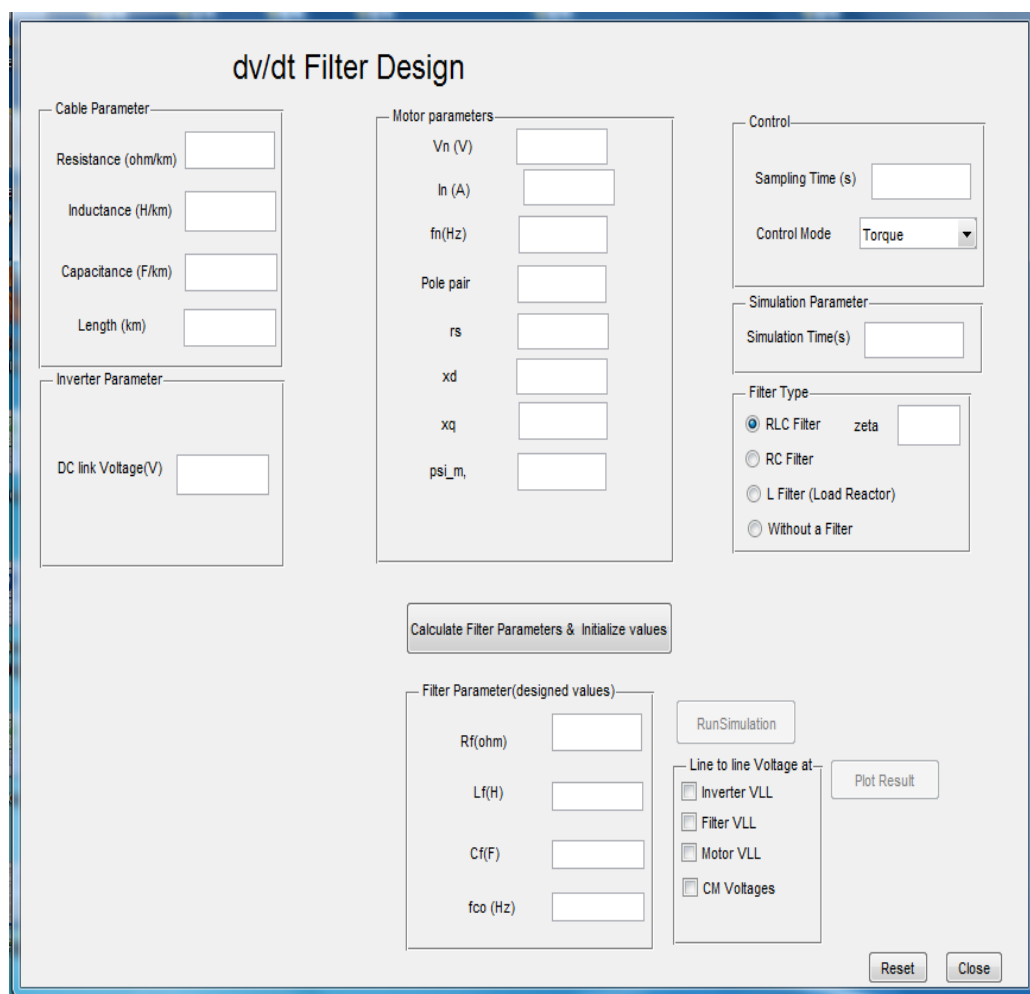 dv/dt Filter Design
Cable Parameter
Resistance (ohm/km)
Inductance (H/km)
Capacitance (F/km)
Length (km)
Inverter Parameter
DC link Voltage(V)
Motor parameters
Vn (V)
In (A)
fn(Hz)
Pole pair
rs
xd
xq
psi_m,
Control
Sampling Time (s)
Control Mode Torque
Simulation Parameter
Simulation Time(s)
Filter Type
RLC Filter zeta
RC Filter
L Filter (Load Reactor)
Without a Filter
Calculate Filter Parameters & Initialize values
Filter Parameter(designed values)
Rf(ohm)
Lf(H)
Cf(F)
fco (Hz)
RunSimulation
Line to line Voltage at
Inverter VLL
Filter VLL
Motor VLL
CM Voltages
Plot Result
Reset Close